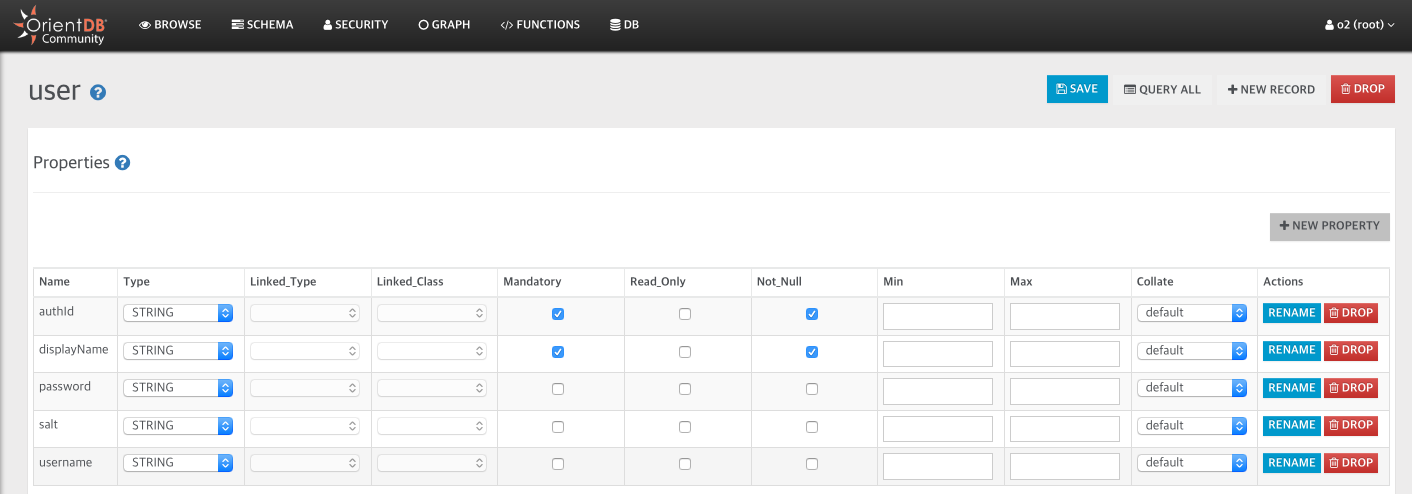 OrientDB®
Community
BROWSE SCHEMA SECURITY GRAPH </> FUNCTIONS DB o2 (root)
user ?
SAVE QUERY ALL + NEW RECORD DROP
Properties ?
+ NEW PROPERTY
Name Type Linked_Type Linked_Class Mandatory Read_Only Not_Null Min Max Collate Actions
authId STRING default RENAME DROP
displayName STRING default RENAME DROP
password STRING default RENAME DROP
salt STRING default RENAME DROP
username STRING default RENAME DROP